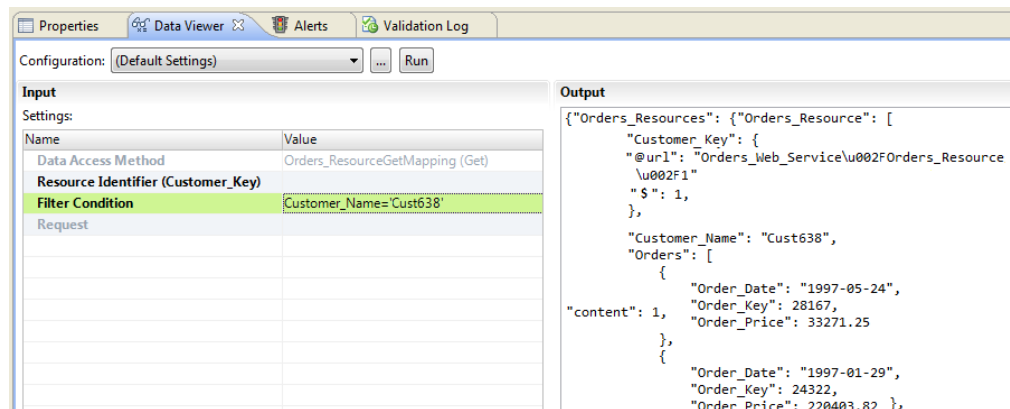 Properties Data Viewer Alerts Validation Log
Configuration: (Default Settings) ... Run
Input
Settings:
Name Value
Data Access Method Orders_ResourceGetMapping (Get)
Resource Identifier (Customer_Key)
Filter Condition Customer_Name='Cust638'
Request
Output
{"Orders_Resources": {"Orders_Resource": [
"Customer_Key": {
"@url": "Orders_Web_Service\u002FOrders_Resource
\u002F1"
"$": 1,
},
"Customer_Name": "Cust638",
"Orders": [
{
"Order_Date": "1997-05-24",
"Order_Key": 28167,
"content": 1,
"Order_Price": 33271.25
},
{
"Order_Date": "1997-01-29",
"Order_Key": 24322,
"Order_Price": 220403.82 },